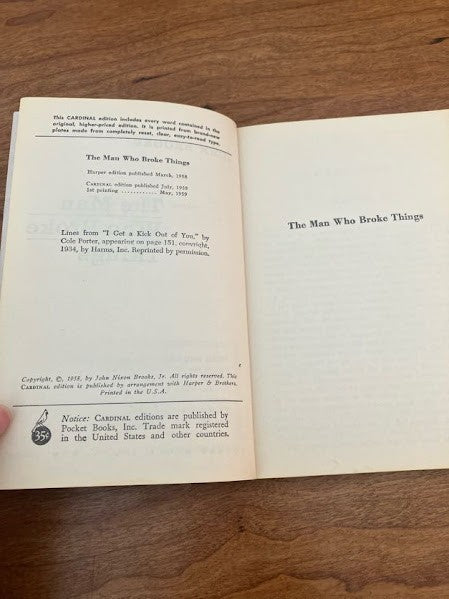 This CARDINAL edition includes every word contained in the
original, higher-priced edition. It is printed from brand-new
plates made from completely reset, clear, easy-to-read type.
The Man Who Broke Things
Harper edition published March, 1958
CARDINAL edition published July, 1959
1st printing ............ May, 1959
Lines from "I Get a Kick Out of You," by
Cole Porter, appearing on page 151, copyright,
1934, by Harms, Inc. Reprinted by permission.
Copyright, ©, 1958, by John Nixon Brooks, Jr. All rights reserved. This
CARDINAL edition is published by arrangement with Harper & Brothers.
Printed in the U.S.A.
35¢
Notice: CARDINAL editions are published by
Pocket Books, Inc. Trade mark registered
in the United States and other countries.
The Man Who Broke Things